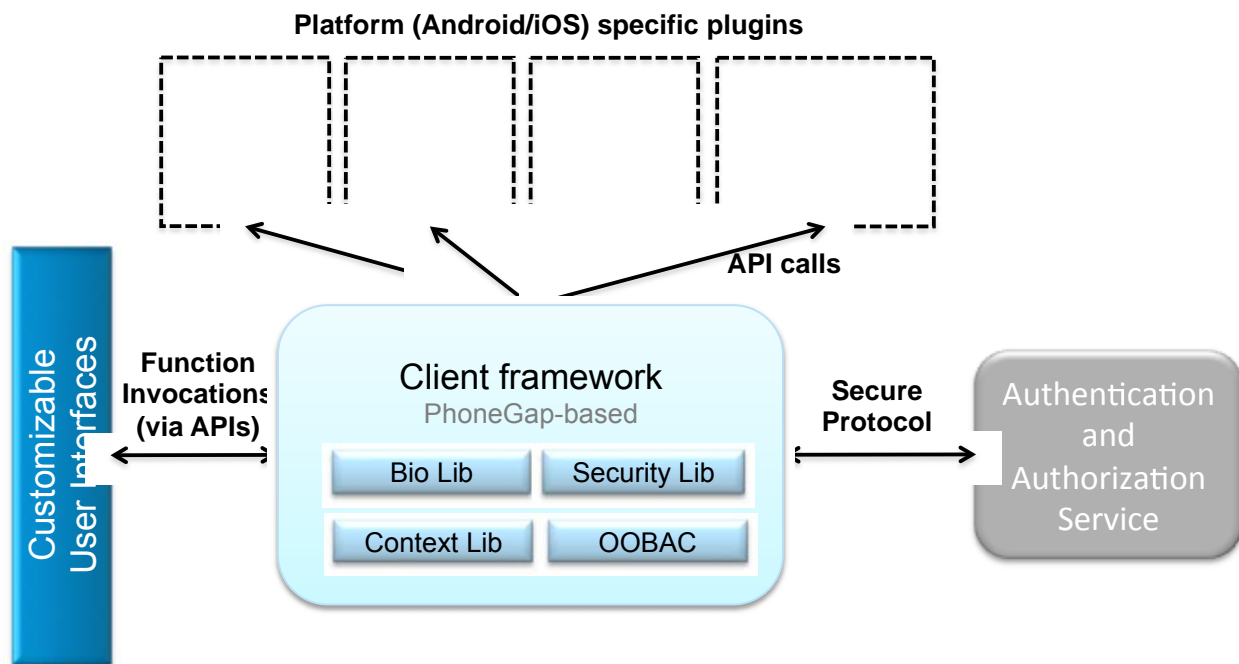 Platform (Android/iOS) specific plugins
API calls
Customizable
User Interfaces
Function
Invocations
(via APIs)
Client framework
PhoneGap-based
Bio Lib
Security Lib
Context Lib
OOBAC
Secure
Protocol
Authentication
and
Authorization
Service